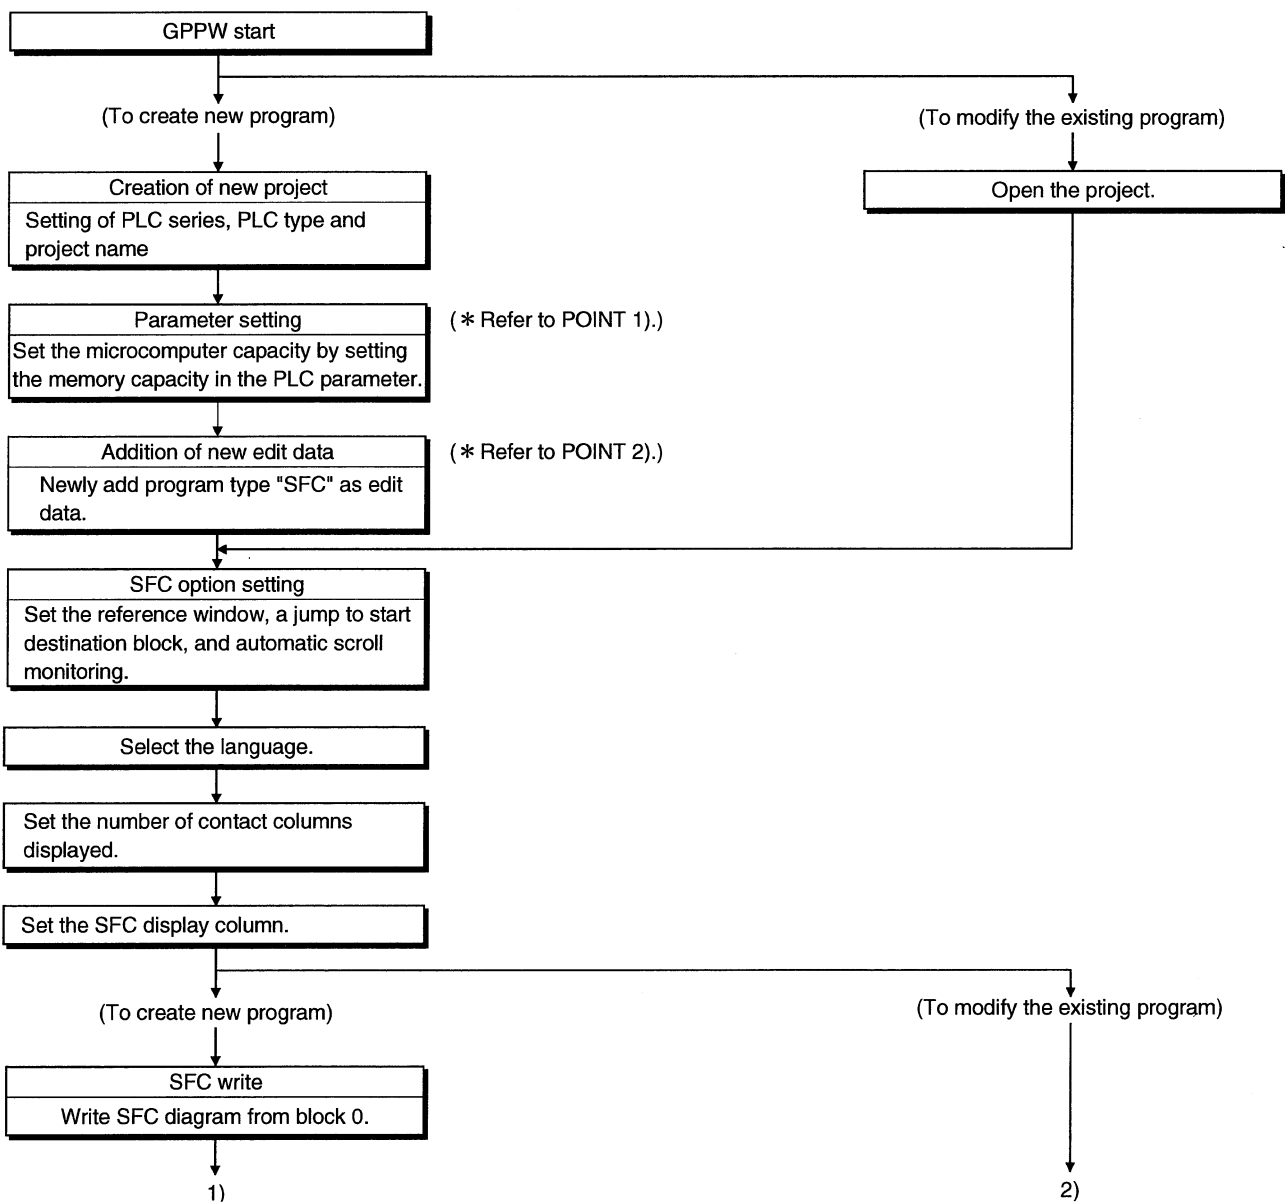 GPPW start
(To create new program)
(To modify the existing program)
Creation of new project
Setting of PLC series, PLC type and
project name
Open the project.
Parameter setting
(* Refer to POINT 1).)
Set the microcomputer capacity by setting
the memory capacity in the PLC parameter.
Addition of new edit data
(* Refer to POINT 2).)
Newly add program type "SFC" as edit
data.
SFC option setting
Set the reference window, a jump to start
destination block, and automatic scroll
monitoring.
Select the language.
Set the number of contact columns
displayed.
Set the SFC display column.
(To create new program)
(To modify the existing program)
SFC write
Write SFC diagram from block 0.
1)
2)